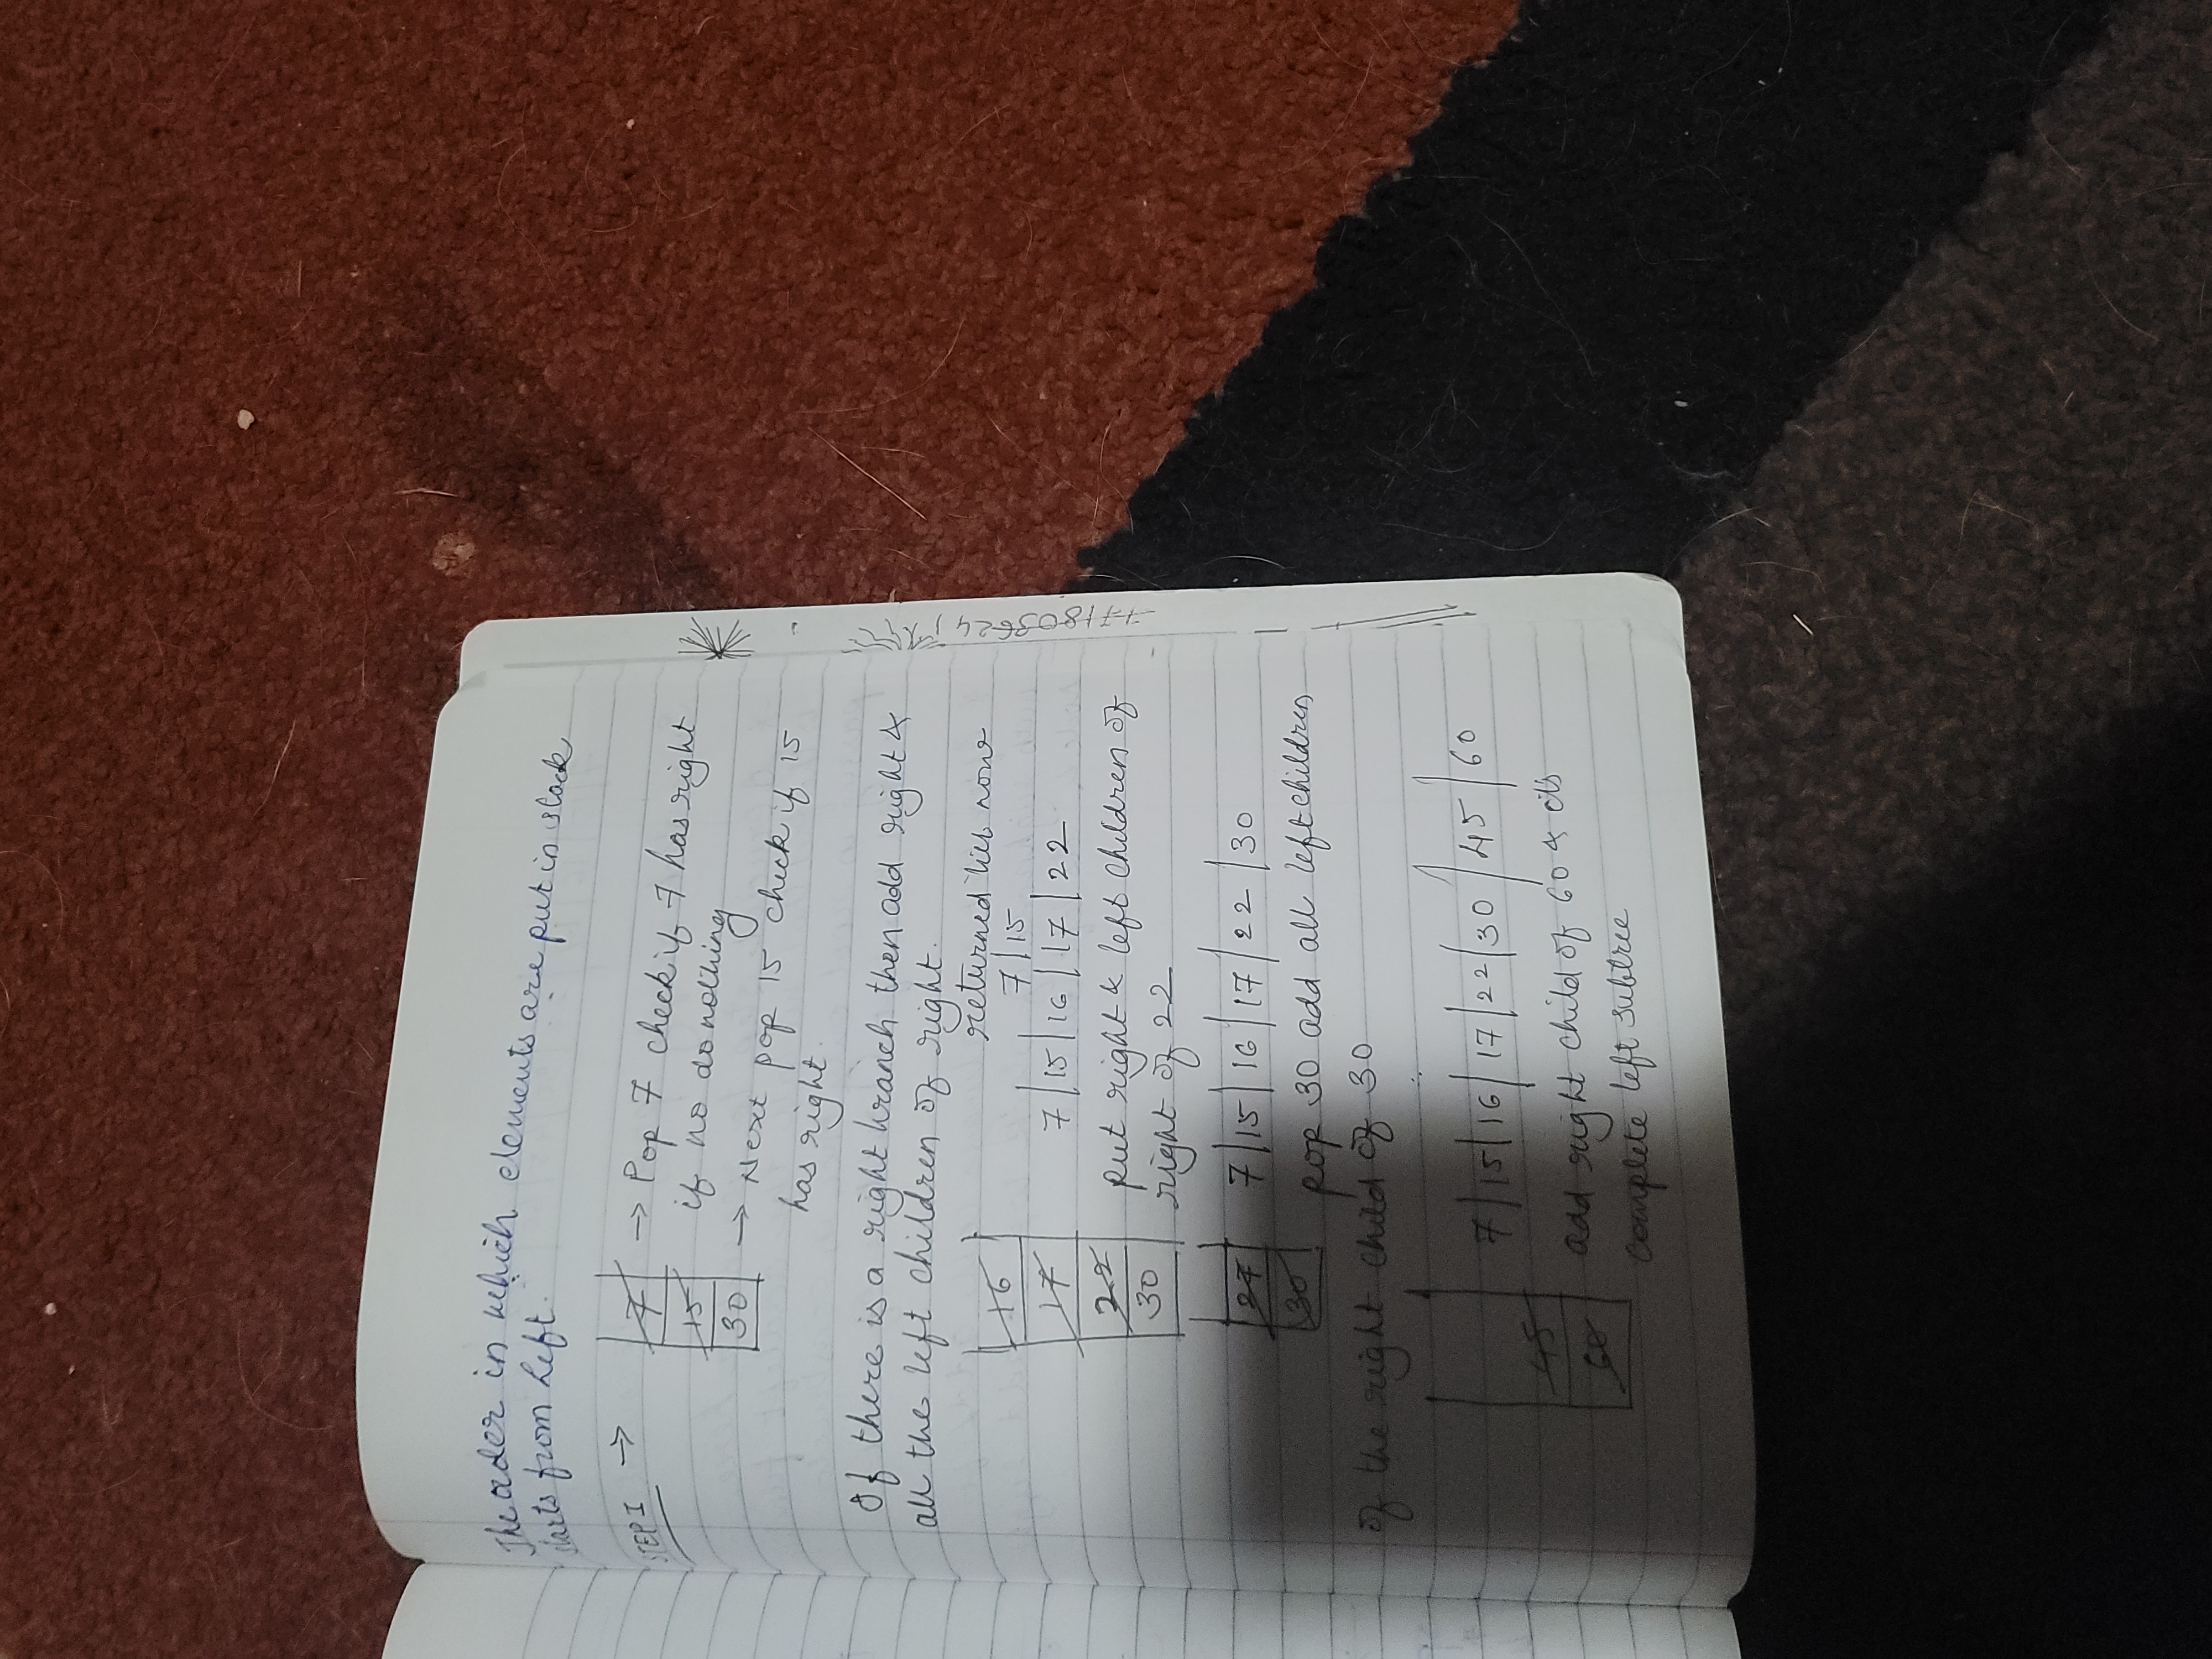 The order in which elements are put in stack
starts from Left.
STEP I → 7 → Pop 7 check if 7 has right
15 if no do nothing
30 → Next pop 15 check if 15
has right.
If there is a right branch then add right &
all the left children of right.
returned till now
16 7|15
17 7|15|16|17|22
22 put right & left children of
30 right of 22
27 7|15|16|17|22|30
30 pop 30 add all left children
of the right child of 30
7|15|16|17|22|30|45|60
45 add right child of 60 & it's
60 complete left subtree